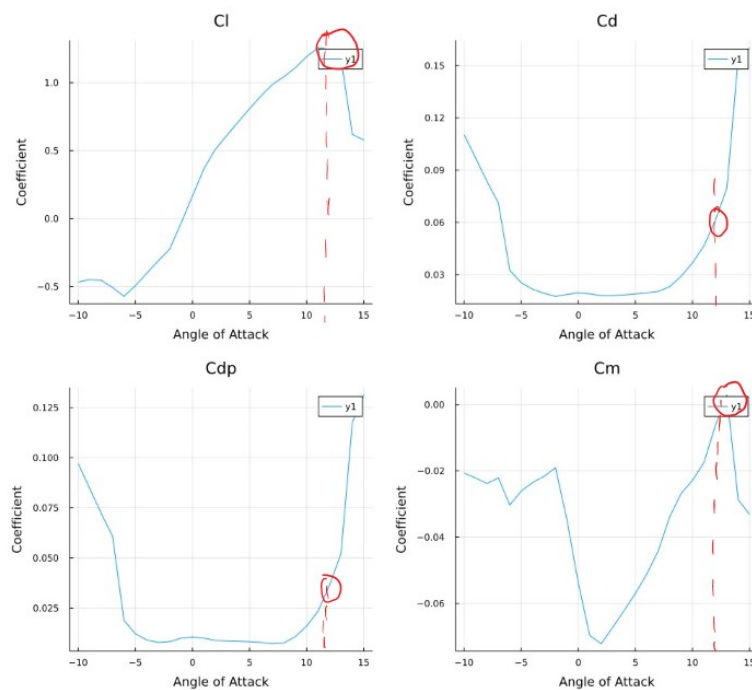 Cl
y1
1.0
0.5
0.0
−0.5
Coefficient
−10 −5 0 5 10 15
Angle of Attack
Cd
y1
0.15
0.12
0.09
0.06
0.03
Coefficient
−10 −5 0 5 10 15
Angle of Attack
Cdp
y1
0.125
0.100
0.075
0.050
0.025
Coefficient
−10 −5 0 5 10 15
Angle of Attack
Cm
y1
0.00
−0.02
−0.04
−0.06
Coefficient
−10 −5 0 5 10 15
Angle of Attack